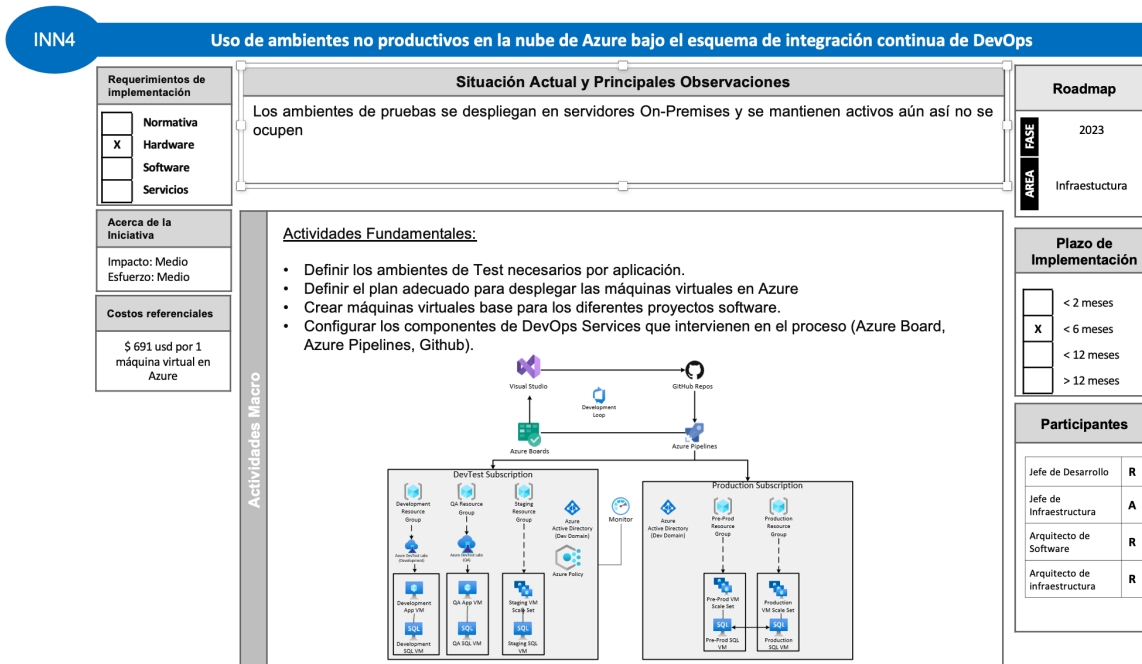 INN4
Uso de ambientes no productivos en la nube de Azure bajo el esquema de integración continua de DevOps
Requerimientos de
implementación
Normativa
X Hardware
Software
Servicios
Acerca de la
Iniciativa
Impacto: Medio
Esfuerzo: Medio
Costos referenciales
$ 691 usd por 1
máquina virtual en
Azure
Situación Actual y Principales Observaciones
Los ambientes de pruebas se despliegan en servidores On-Premises y se mantienen activos aún así no se
ocupen
Actividades Macro
Actividades Fundamentales:
• Definir los ambientes de Test necesarios por aplicación.
• Definir el plan adecuado para desplegar las máquinas virtuales en Azure
• Crear máquinas virtuales base para los diferentes proyectos software.
• Configurar los componentes de DevOps Services que intervienen en el proceso (Azure Board,
Azure Pipelines, Github).
Visual Studio
GitHub Repos
Development
Loop
Azure Boards
Azure Pipelines
DevTest Subscription
Development
Resource
Group
QA Resource
Group
Staging
Resource
Group
Azure
Active Directory
(Dev Domain)
Monitor
Azure DevTest Labs
(Development)
Azure DevTest Labs
(QA)
Azure Policy
Development
App VM
QA App VM
Staging VM
Scale Set
SQL
SQL
SQL
Development
SQL VM
QA SQL VM
Staging SQL
VM
Production Subscription
Azure
Active Directory
(Dev Domain)
Pre-Prod
Resource
Group
Production
Resource
Group
Pre-Prod VM
Scale Set
Production
VM Scale Set
SQL
SQL
Pre-Prod SQL
VM
Production
SQL VM
Roadmap
FASE
2023
AREA
Infraestuctura
Plazo de
Implementación
< 2 meses
X < 6 meses
< 12 meses
> 12 meses
Participantes
Jefe de Desarrollo R
Jefe de
Infraestructura A
Arquitecto de
Software R
Arquitecto de
infraestructura R